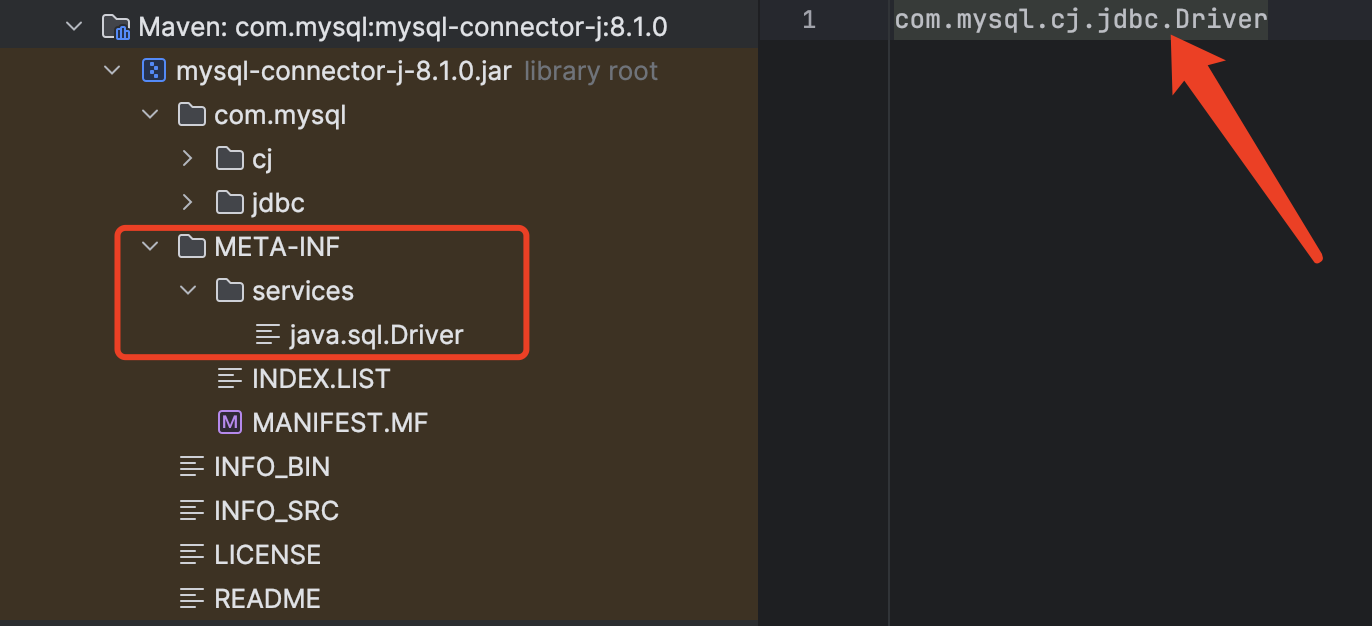 Maven: com.mysql:mysql-connector-j:8.1.0
mysql-connector-j-8.1.0.jar library root
com.mysql
cj
jdbc
META-INF
services
java.sql.Driver
INDEX.LIST
M MANIFEST.MF
INFO_BIN
INFO_SRC
LICENSE
README
1 com.mysql.cj.jdbc.Driver